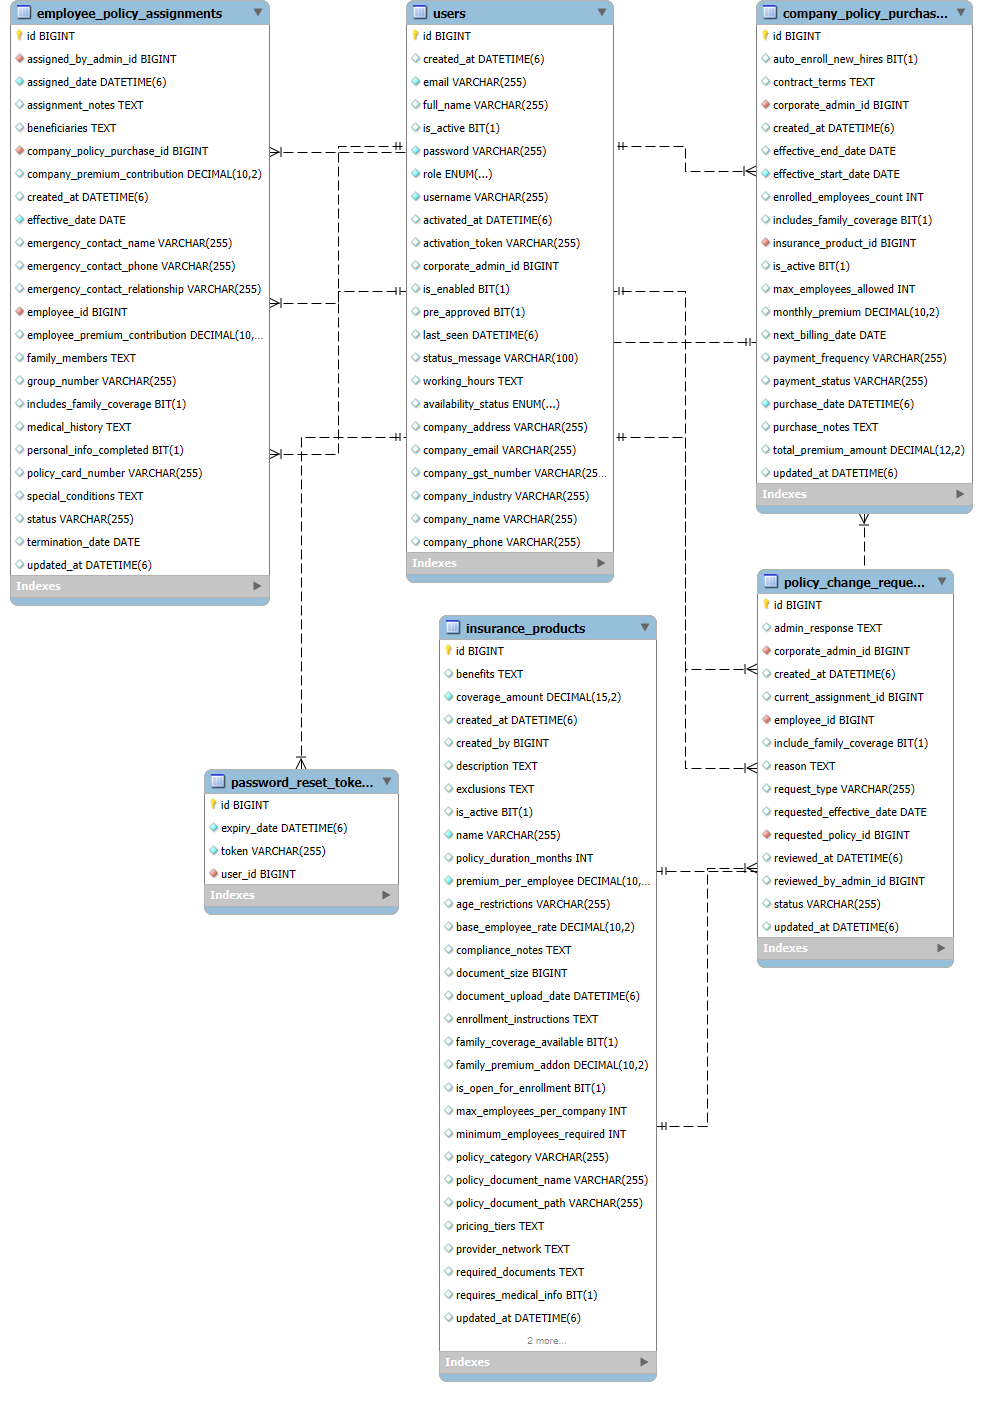 employee_policy_assignments
id BIGINT
assigned_by_admin_id BIGINT
assigned_date DATETIME(6)
assignment_notes TEXT
beneficiaries TEXT
company_policy_purchase_id BIGINT
company_premium_contribution DECIMAL(10,2)
created_at DATETIME(6)
effective_date DATE
emergency_contact_name VARCHAR(255)
emergency_contact_phone VARCHAR(255)
emergency_contact_relationship VARCHAR(255)
employee_id BIGINT
employee_premium_contribution DECIMAL(10,...
family_members TEXT
group_number VARCHAR(255)
includes_family_coverage BIT(1)
medical_history TEXT
personal_info_completed BIT(1)
policy_card_number VARCHAR(255)
special_conditions TEXT
status VARCHAR(255)
termination_date DATE
updated_at DATETIME(6)
Indexes
users
id BIGINT
created_at DATETIME(6)
email VARCHAR(255)
full_name VARCHAR(255)
is_active BIT(1)
password VARCHAR(255)
role ENUM(...)
username VARCHAR(255)
activated_at DATETIME(6)
activation_token VARCHAR(255)
corporate_admin_id BIGINT
is_enabled BIT(1)
pre_approved BIT(1)
last_seen DATETIME(6)
status_message VARCHAR(100)
working_hours TEXT
availability_status ENUM(...)
company_address VARCHAR(255)
company_email VARCHAR(255)
company_gst_number VARCHAR(25...
company_industry VARCHAR(255)
company_name VARCHAR(255)
company_phone VARCHAR(255)
Indexes
company_policy_purchas...
id BIGINT
auto_enroll_new_hires BIT(1)
contract_terms TEXT
corporate_admin_id BIGINT
created_at DATETIME(6)
effective_end_date DATE
effective_start_date DATE
enrolled_employees_count INT
includes_family_coverage BIT(1)
insurance_product_id BIGINT
is_active BIT(1)
max_employees_allowed INT
monthly_premium DECIMAL(10,2)
next_billing_date DATE
payment_frequency VARCHAR(255)
payment_status VARCHAR(255)
purchase_date DATETIME(6)
purchase_notes TEXT
total_premium_amount DECIMAL(12,2)
updated_at DATETIME(6)
Indexes
policy_change_reque...
id BIGINT
admin_response TEXT
corporate_admin_id BIGINT
created_at DATETIME(6)
current_assignment_id BIGINT
employee_id BIGINT
include_family_coverage BIT(1)
reason TEXT
request_type VARCHAR(255)
requested_effective_date DATE
requested_policy_id BIGINT
reviewed_at DATETIME(6)
reviewed_by_admin_id BIGINT
status VARCHAR(255)
updated_at DATETIME(6)
Indexes
insurance_products
id BIGINT
benefits TEXT
coverage_amount DECIMAL(15,2)
created_at DATETIME(6)
created_by BIGINT
description TEXT
exclusions TEXT
is_active BIT(1)
name VARCHAR(255)
policy_duration_months INT
premium_per_employee DECIMAL(10,...
age_restrictions VARCHAR(255)
base_employee_rate DECIMAL(10,2)
compliance_notes TEXT
document_size BIGINT
document_upload_date DATETIME(6)
enrollment_instructions TEXT
family_coverage_available BIT(1)
family_premium_addon DECIMAL(10,2)
is_open_for_enrollment BIT(1)
max_employees_per_company INT
minimum_employees_required INT
policy_category VARCHAR(255)
policy_document_name VARCHAR(255)
policy_document_path VARCHAR(255)
pricing_tiers TEXT
provider_network TEXT
required_documents TEXT
requires_medical_info BIT(1)
updated_at DATETIME(6)
2 more...
Indexes
password_reset_toke...
id BIGINT
expiry_date DATETIME(6)
token VARCHAR(255)
user_id BIGINT
Indexes